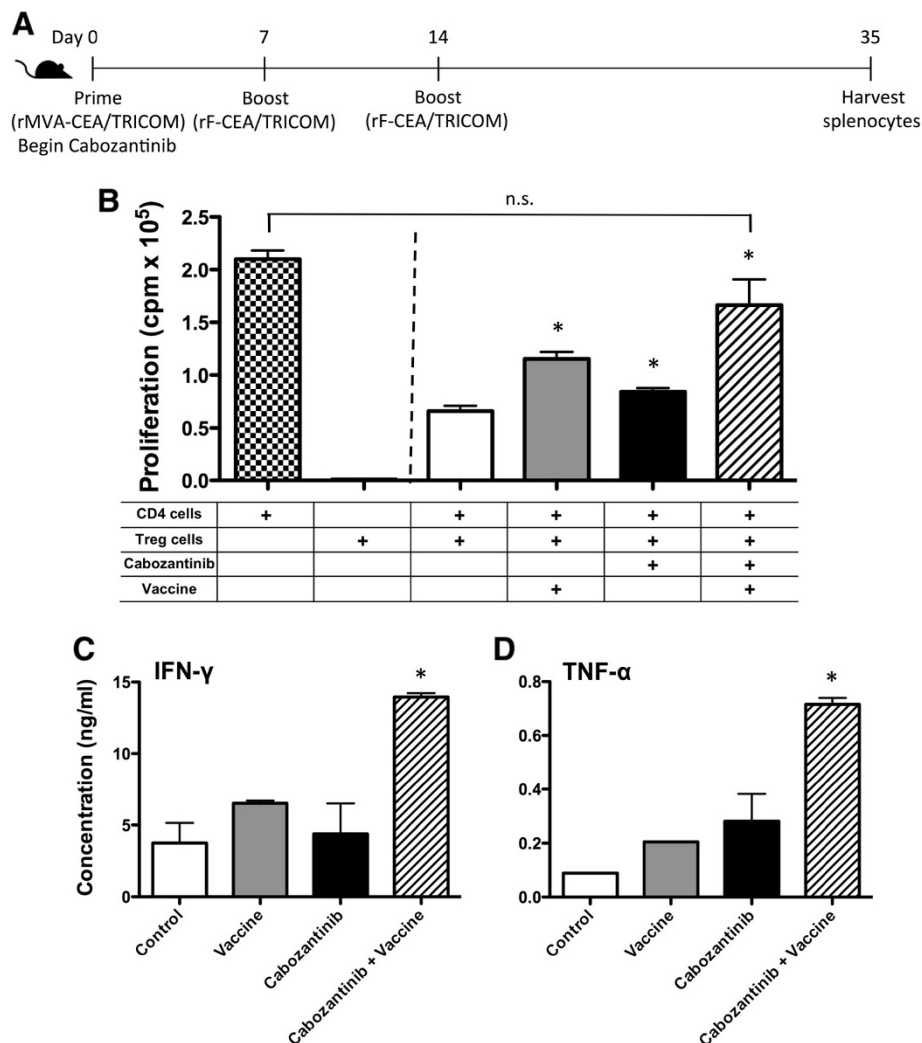 A
Day 0 7 14 35
Prime Boost Boost Harvest
(rMVA-CEA/TRICOM) (rF-CEA/TRICOM) (rF-CEA/TRICOM) splenocytes
Begin Cabozantinib
B
n.s.
Proliferation (cpm x 10⁵)
2.5
2.0
1.5
1.0
0.5
0.0
* * *
CD4 cells + + + + +
Treg cells + + + + +
Cabozantinib + +
Vaccine + +
C
IFN-γ
Concentration (ng/ml)
15
10
5
0
*
Control Vaccine Cabozantinib Cabozantinib + Vaccine
D
TNF-α
0.8
0.6
0.4
0.2
0.0
*
Control Vaccine Cabozantinib Cabozantinib + Vaccine